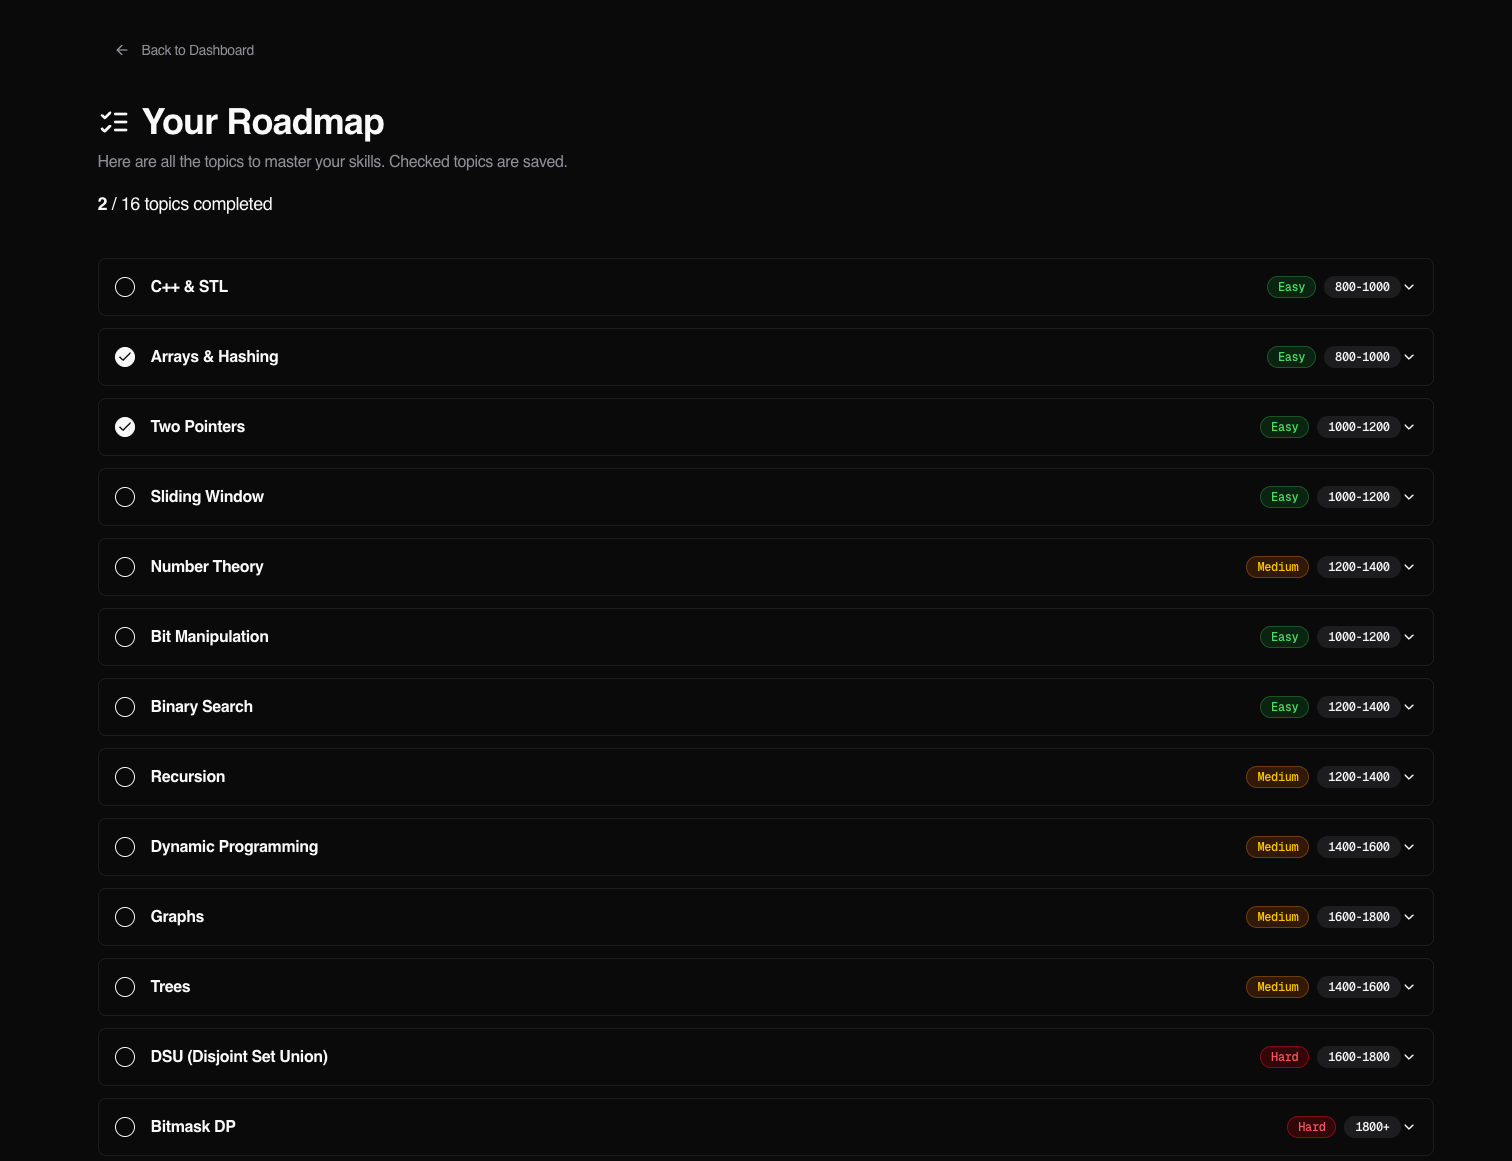 Back to Dashboard
Your Roadmap
Here are all the topics to master your skills. Checked topics are saved.
2 / 16 topics completed
C++ & STL Easy 800-1000
Arrays & Hashing Easy 800-1000
Two Pointers Easy 1000-1200
Sliding Window Easy 1000-1200
Number Theory Medium 1200-1400
Bit Manipulation Easy 1000-1200
Binary Search Easy 1200-1400
Recursion Medium 1200-1400
Dynamic Programming Medium 1400-1600
Graphs Medium 1600-1800
Trees Medium 1400-1600
DSU (Disjoint Set Union) Hard 1600-1800
Bitmask DP Hard 1800+